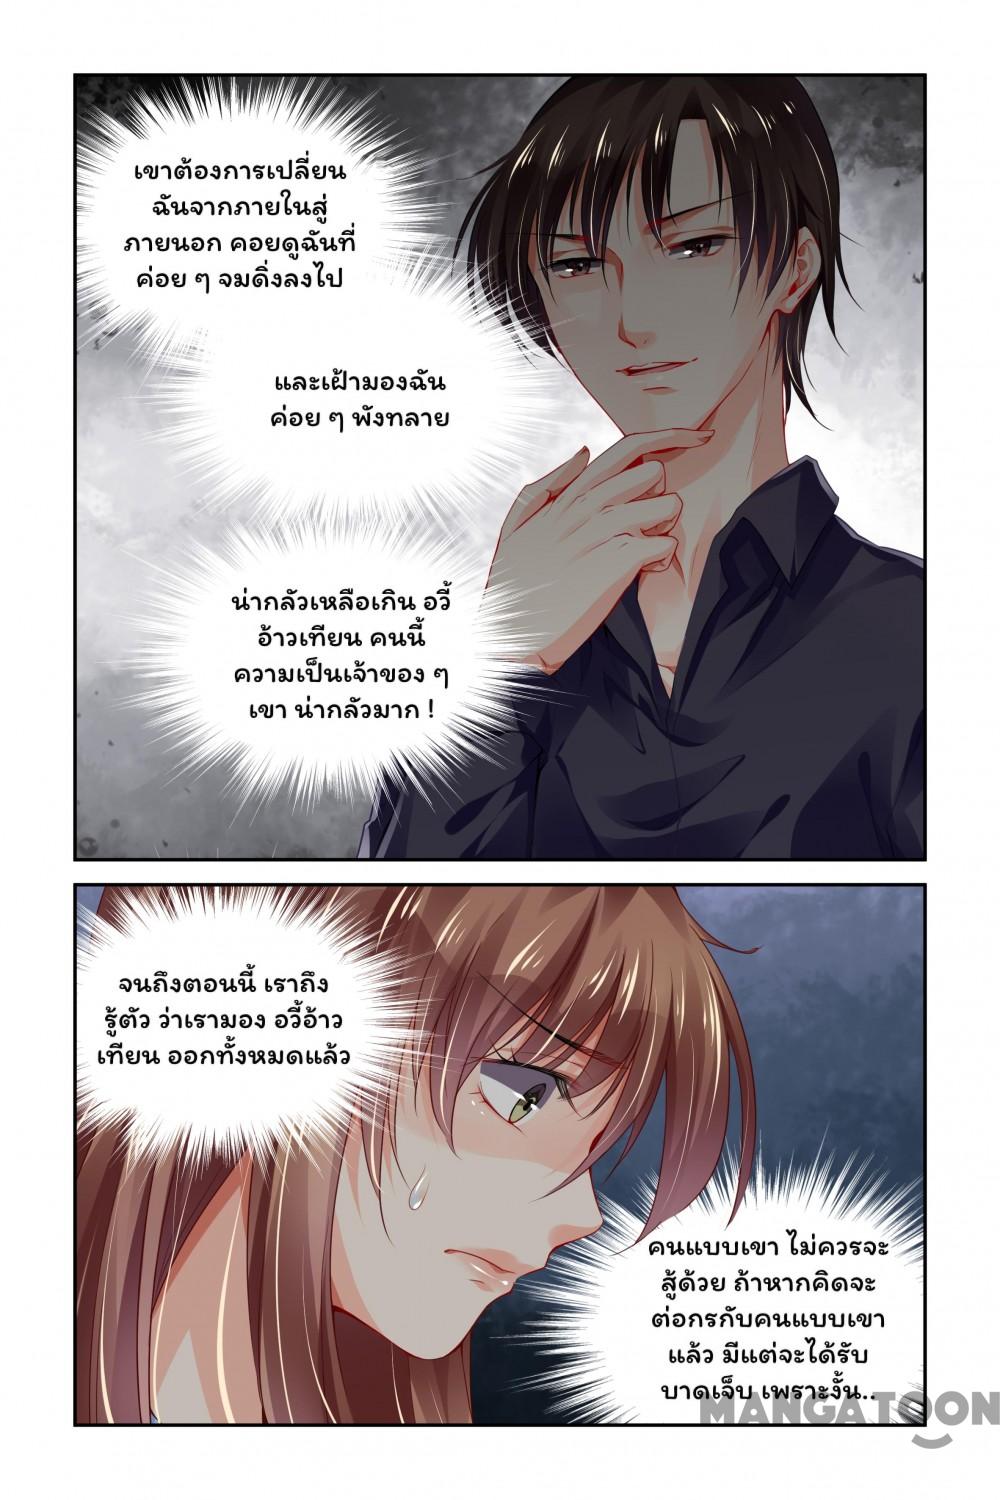 เขาต้องการเปลี่ยน
ฉันจากภายในสู่
ภายนอก คอยดูฉันที่
ค่อย ๆ จมดิ่งลงไป
และเฝ้ามองฉัน
ค่อย ๆ พังทลาย
น่ากลัวเหลือเกิน อวี้
อ้าวเทียน คนนี้
ความเป็นเจ้าของ ๆ
เขา น่ากลัวมาก !
จนถึงตอนนี้ เราถึง
รู้ตัว ว่าเรามอง อวี้อ้าว
เทียน ออกทั้งหมดแล้ว
คนแบบเขา ไม่ควรจะ
สู้ด้วย ถ้าหากคิดจะ
ต่อกรกับคนแบบเขา
แล้ว มีแต่จะได้รับ
บาดเจ็บ เพราะงั้น..
MANGATOON